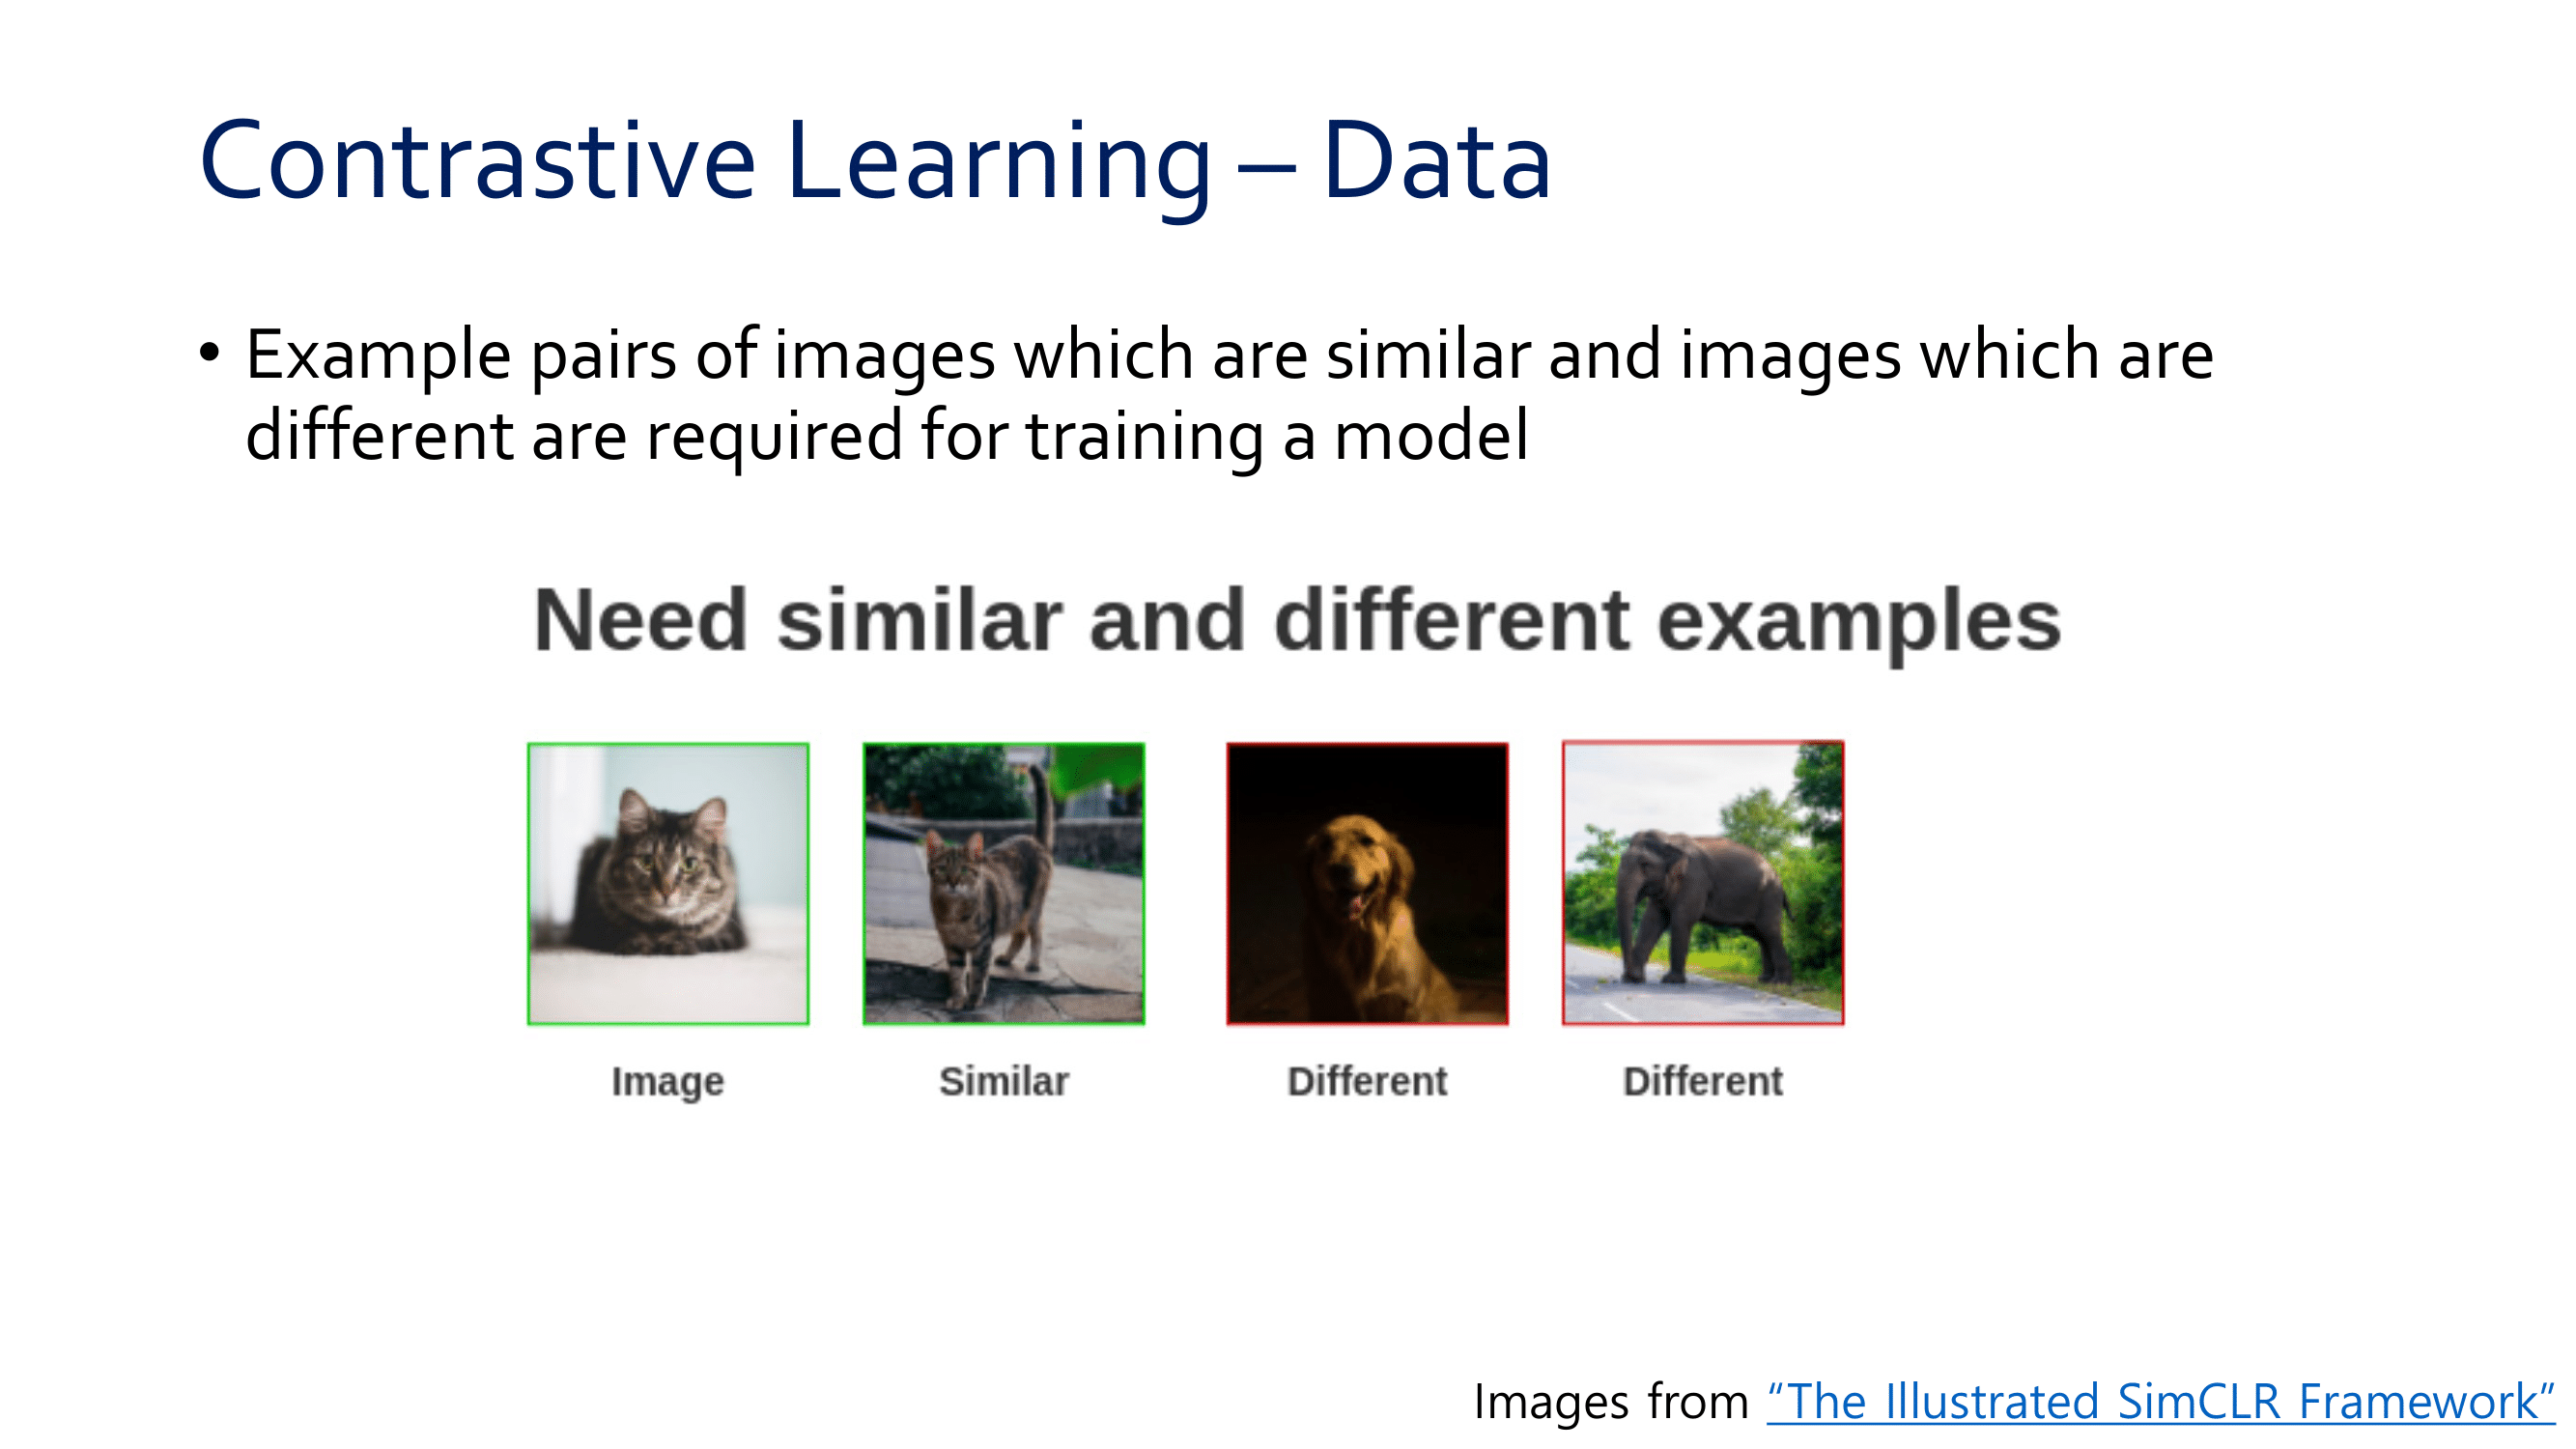 Contrastive Learning – Data
• Example pairs of images which are similar and images which are
different are required for training a model
Need similar and different examples
Image Similar Different Different
Images from “The Illustrated SimCLR Framework”